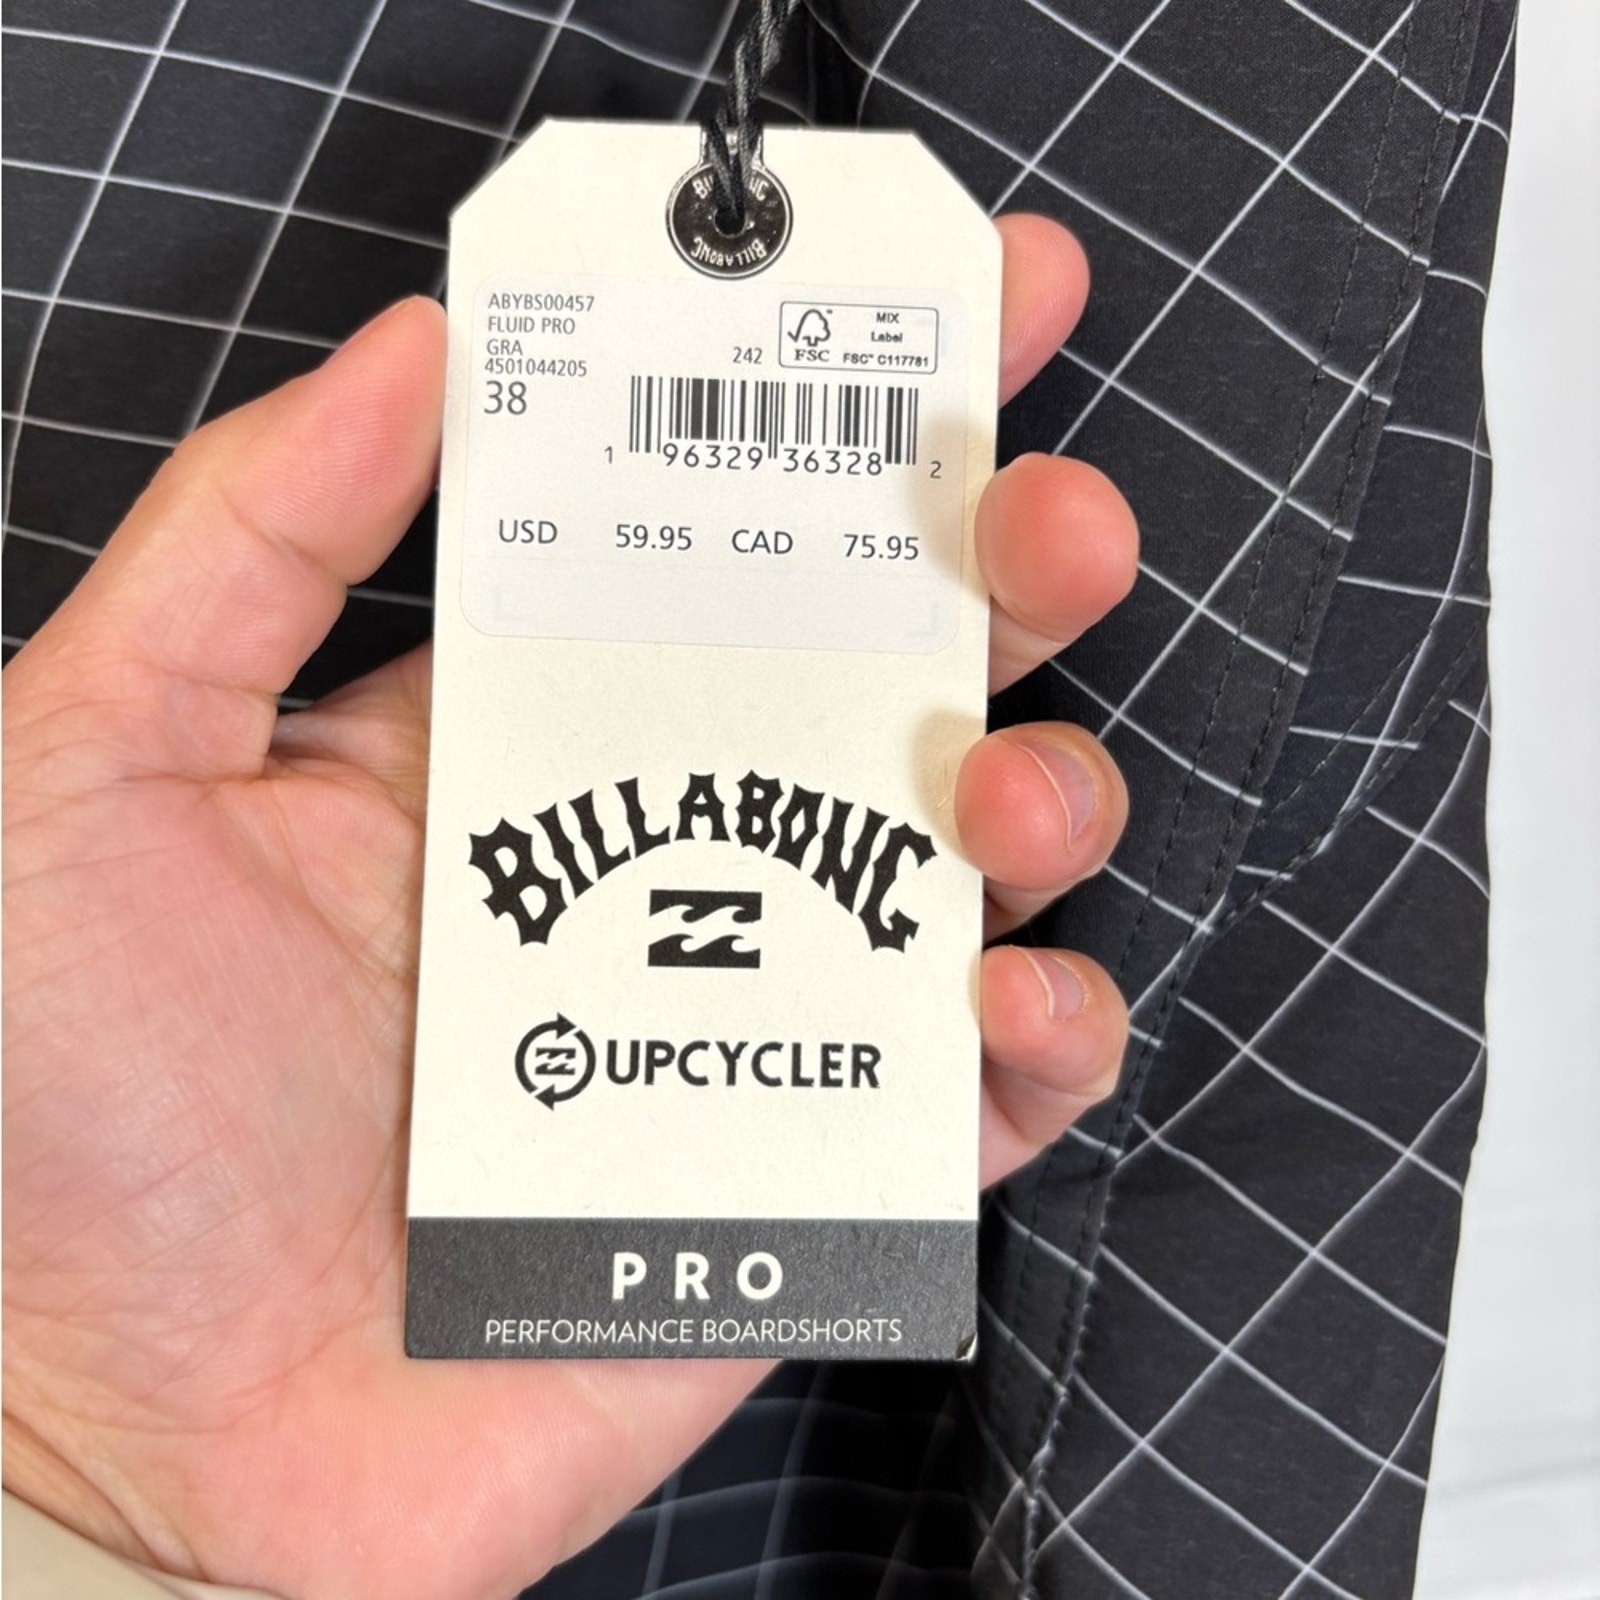 BILLABONG
BILLABONG
ABYBS00457
FLUID PRO
GRA
4501044205
38
242
MIX
Label
FSC™ C117781
FSC
1 96329 36328 2
USD 59.95 CAD 75.95
BILLABONG
UPCYCLER
PRO
PERFORMANCE BOARDSHORTS